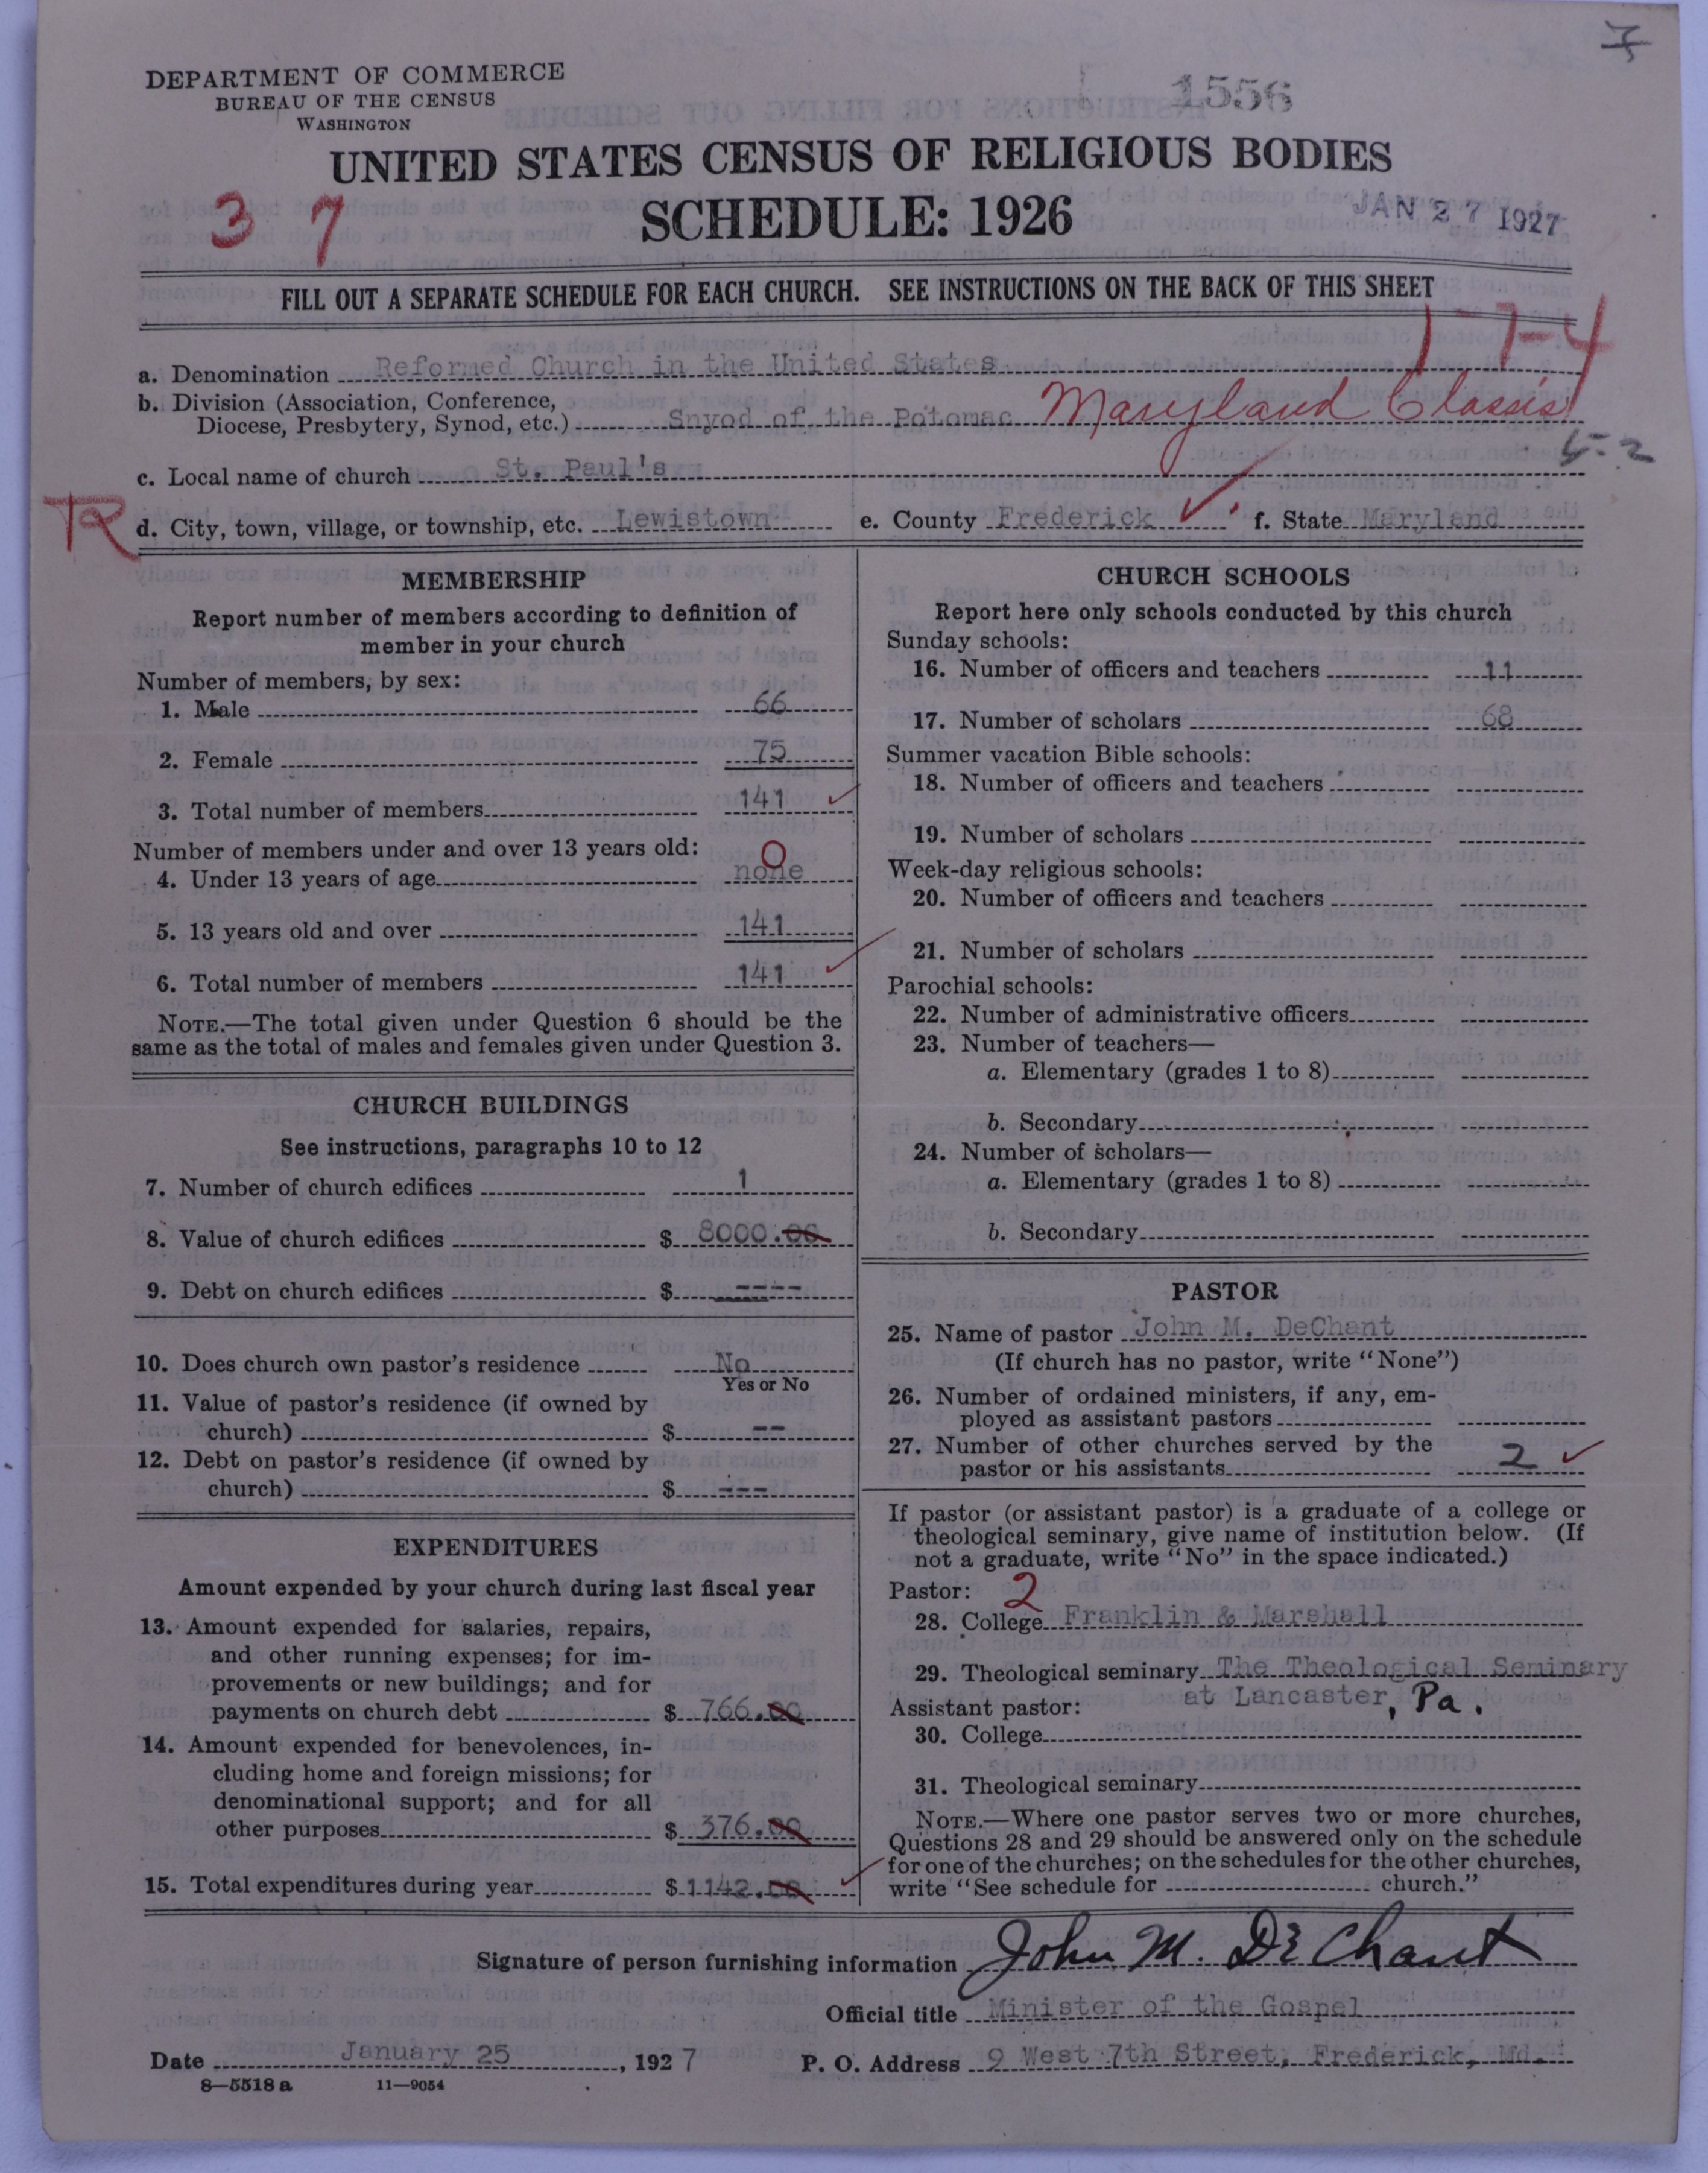 DEPARTMENT OF COMMERCE
BUREAU OF THE CENSUS
WASHINGTON
1556
UNITED STATES CENSUS OF RELIGIOUS BODIES
3 7
SCHEDULE: 1926
JAN 27 1927
FILL OUT A SEPARATE SCHEDULE FOR EACH CHURCH. SEE INSTRUCTIONS ON THE BACK OF THIS SHEET
1-7-4
a. Denomination Reformed Church in the United States
b. Division (Association, Conference,
Diocese, Presbytery, Synod, etc.) Snyod of the Potomac Maryland Classis
5-2
c. Local name of church St. Paul's
R
d. City, town, village, or township, etc. Lewistown e. County Frederick ✓ f. State Maryland
MEMBERSHIP
Report number of members according to definition of
member in your church
Number of members, by sex:
1. Male 66
2. Female 75
3. Total number of members 141 ✓
Number of members under and over 13 years old:
0
4. Under 13 years of age none
5. 13 years old and over 141
6. Total number of members 141 ✓
NOTE.—The total given under Question 6 should be the
same as the total of males and females given under Question 3.
CHURCH BUILDINGS
See instructions, paragraphs 10 to 12
7. Number of church edifices 1
8. Value of church edifices $ 8000.00
9. Debt on church edifices $ ----
10. Does church own pastor's residence No
Yes or No
11. Value of pastor's residence (if owned by
church) $ --
12. Debt on pastor's residence (if owned by
church) $ ---
EXPENDITURES
Amount expended by your church during last fiscal year
13. Amount expended for salaries, repairs,
and other running expenses; for im-
provements or new buildings; and for
payments on church debt $ 766.00
14. Amount expended for benevolences, in-
cluding home and foreign missions; for
denominational support; and for all
other purposes $ 376.00
15. Total expenditures during year $ 1142.00 ✓
CHURCH SCHOOLS
Report here only schools conducted by this church
Sunday schools:
16. Number of officers and teachers 11
17. Number of scholars 68
Summer vacation Bible schools:
18. Number of officers and teachers
19. Number of scholars
Week-day religious schools:
20. Number of officers and teachers
21. Number of scholars
Parochial schools:
22. Number of administrative officers
23. Number of teachers—
a. Elementary (grades 1 to 8)
b. Secondary
24. Number of scholars—
a. Elementary (grades 1 to 8)
b. Secondary
PASTOR
25. Name of pastor John M. DeChant
(If church has no pastor, write "None")
26. Number of ordained ministers, if any, em-
ployed as assistant pastors
27. Number of other churches served by the
pastor or his assistants 2 ✓
If pastor (or assistant pastor) is a graduate of a college or
theological seminary, give name of institution below. (If
not a graduate, write "No" in the space indicated.)
Pastor: 2
28. College Franklin & Marshall
29. Theological seminary The Theological Seminary
at Lancaster, Pa.
Assistant pastor:
30. College
31. Theological seminary
NOTE.—Where one pastor serves two or more churches,
Questions 28 and 29 should be answered only on the schedule
for one of the churches; on the schedules for the other churches,
write "See schedule for church."
Signature of person furnishing information John M. DeChant
Official title Minister of the Gospel
Date January 25, 1927 P. O. Address 9 West 7th Street, Frederick, Md.
8—5518 a 11—9054